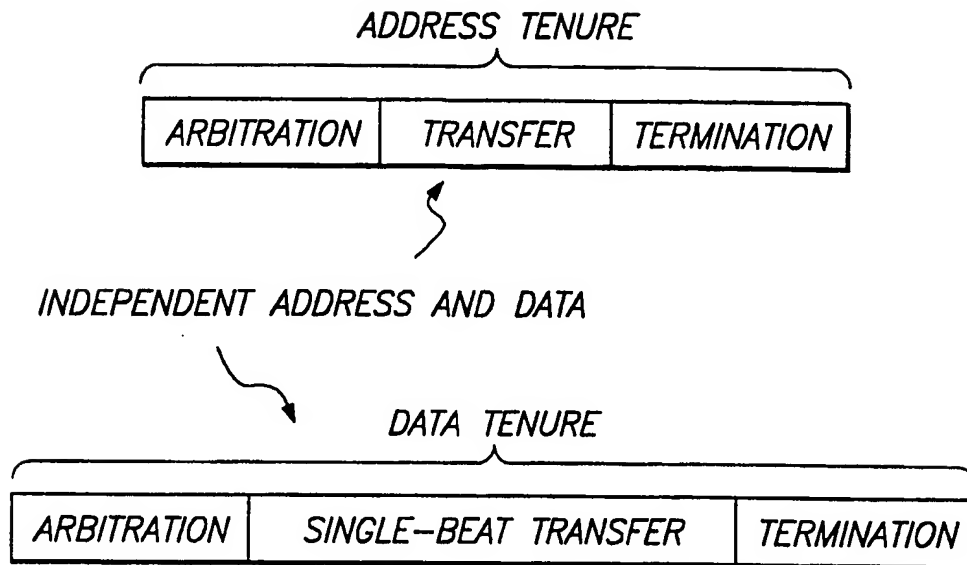 ADDRESS TENURE
ARBITRATION TRANSFER TERMINATION
INDEPENDENT ADDRESS AND DATA
DATA TENURE
ARBITRATION SINGLE-BEAT TRANSFER TERMINATION